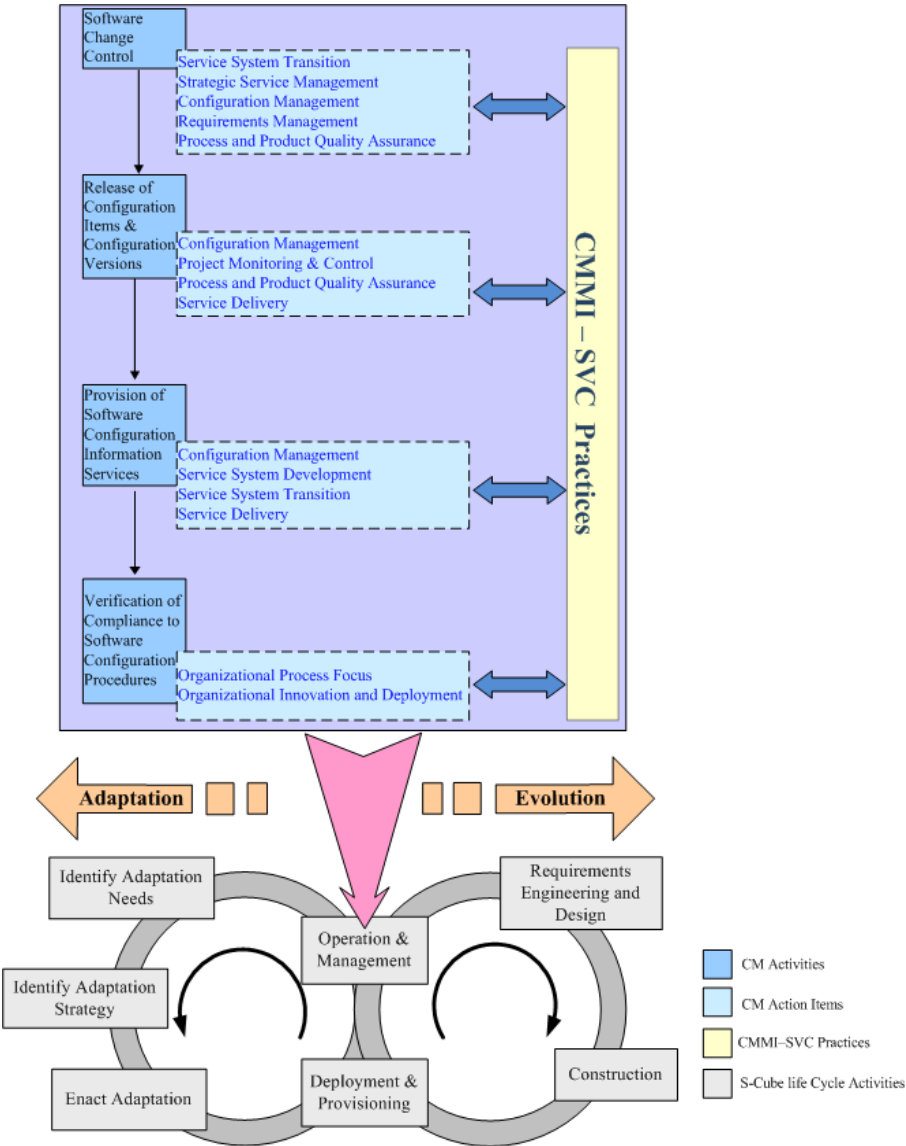 Software
Change
Control
Service System Transition
Strategic Service Management
Configuration Management
Requirements Management
Process and Product Quality Assurance
Release of
Configuration
Items &
Configuration
Versions
Configuration Management
Project Monitoring & Control
Process and Product Quality Assurance
Service Delivery
Provision of
Software
Configuration
Information
Services
Configuration Management
Service System Development
Service System Transition
Service Delivery
Verification of
Compliance to
Software
Configuration
Procedures
Organizational Process Focus
Organizational Innovation and Deployment
CMMI – SVC Practices
Adaptation
Evolution
Identify Adaptation
Needs
Requirements
Engineering and
Design
Operation &
Management
Identify Adaptation
Strategy
Enact Adaptation
Deployment &
Provisioning
Construction
CM Activities
CM Action Items
CMMI–SVC Practices
S-Cube life Cycle Activities